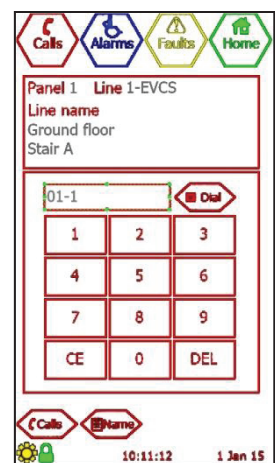 Calls Alarms Faults Home
Panel 1 Line 1-EVCS
Line name
Ground floor
Stair A
01-1 Dial
1 2 3
4 5 6
7 8 9
CE 0 DEL
Calls Name
10:11:12 1 Jan 15